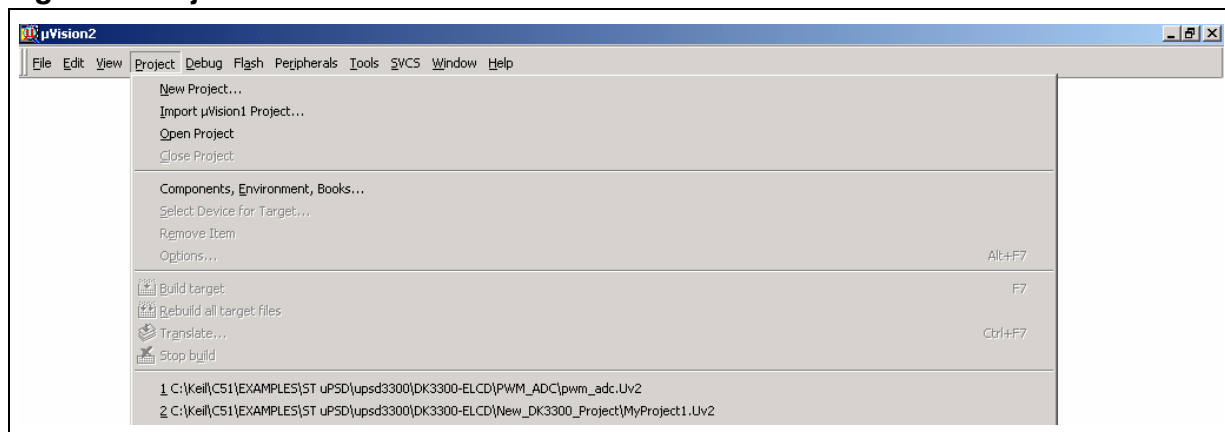 µVision2
File Edit View Project Debug Flash Peripherals Tools SVCS Window Help
New Project...
Import µVision1 Project...
Open Project
Close Project
Components, Environment, Books...
Select Device for Target...
Remove Item
Options... Alt+F7
Build target F7
Rebuild all target files
Translate... Ctrl+F7
Stop build
1 C:\Keil\C51\EXAMPLES\ST uPSD\upsd3300\DK3300-ELCD\PWM_ADC\pwm_adc.Uv2
2 C:\Keil\C51\EXAMPLES\ST uPSD\upsd3300\DK3300-ELCD\New_DK3300_Project\MyProject1.Uv2